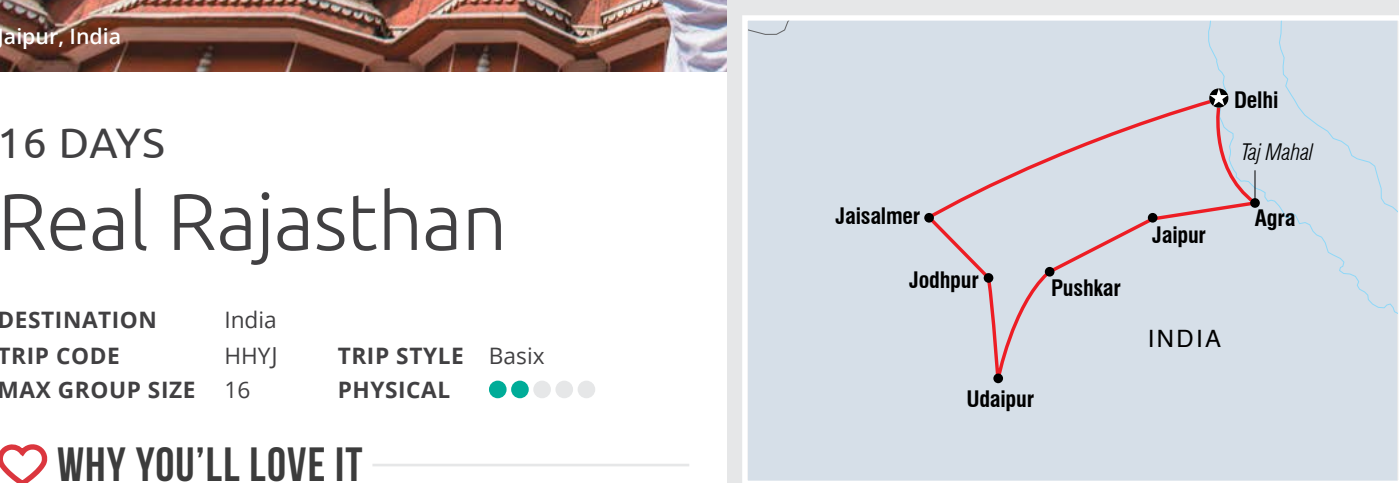 Jaipur, India
16 DAYS
Real Rajasthan
DESTINATION India
TRIP CODE HHYJ TRIP STYLE Basix
MAX GROUP SIZE 16 PHYSICAL
WHY YOU'LL LOVE IT
Delhi
Taj Mahal
Jaisalmer
Agra
Jaipur
Jodhpur
Pushkar
INDIA
Udaipur